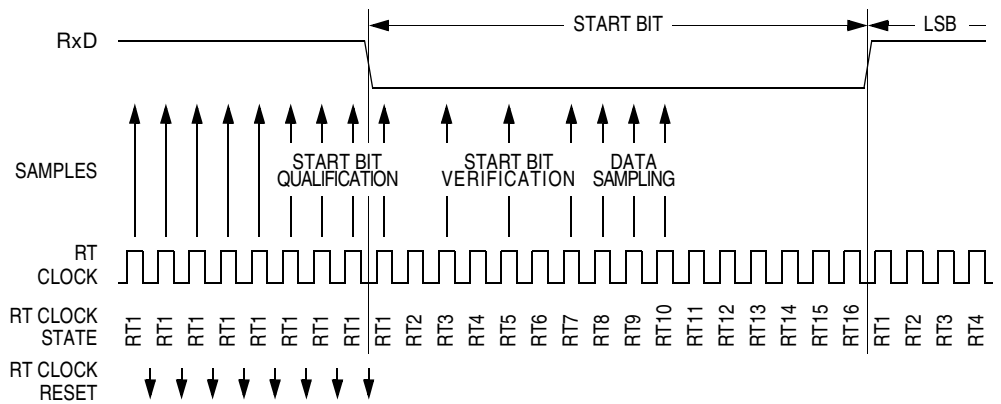 START BIT
LSB
RxD
SAMPLES
START BIT
QUALIFICATION
START BIT
VERIFICATION
DATA
SAMPLING
RT
CLOCK
RT CLOCK
STATE
RT1 RT1 RT1 RT1 RT1 RT1 RT1 RT1 RT1 RT2 RT3 RT4 RT5 RT6 RT7 RT8 RT9 RT10 RT11 RT12 RT13 RT14 RT15 RT16 RT1 RT2 RT3 RT4
RT CLOCK
RESET